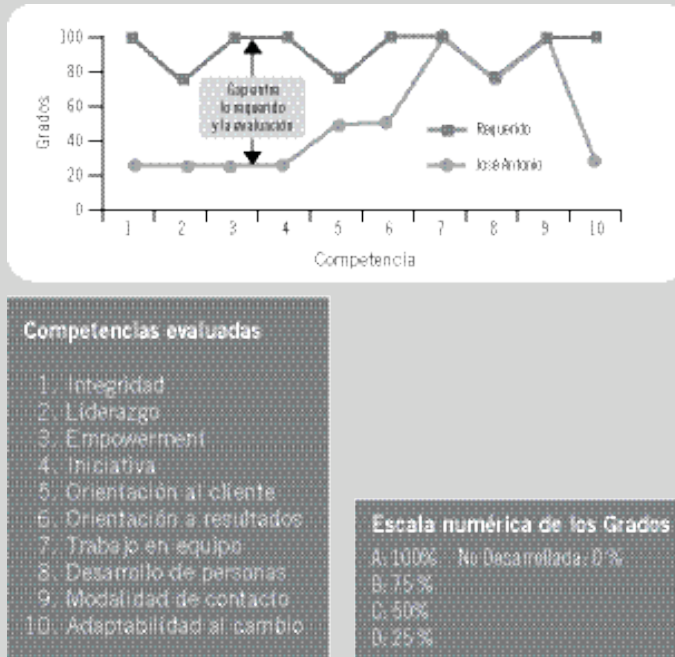 100
80
60
40
20
0
Grados
Gap entre
lo requerido
y la evaluación
Requerido
José Antonio
1 2 3 4 5 6 7 8 9 10
Competencia
Competencias evaluadas
1. Integridad
2. Liderazgo
3. Empowerment
4. Iniciativa
5. Orientación al cliente
6. Orientación a resultados
7. Trabajo en equipo
8. Desarrollo de personas
9. Modalidad de contacto
10. Adaptabilidad al cambio
Escala numérica de los Grados
A: 100% No Desarrollada: 0%
B: 75%
C: 50%
D: 25%